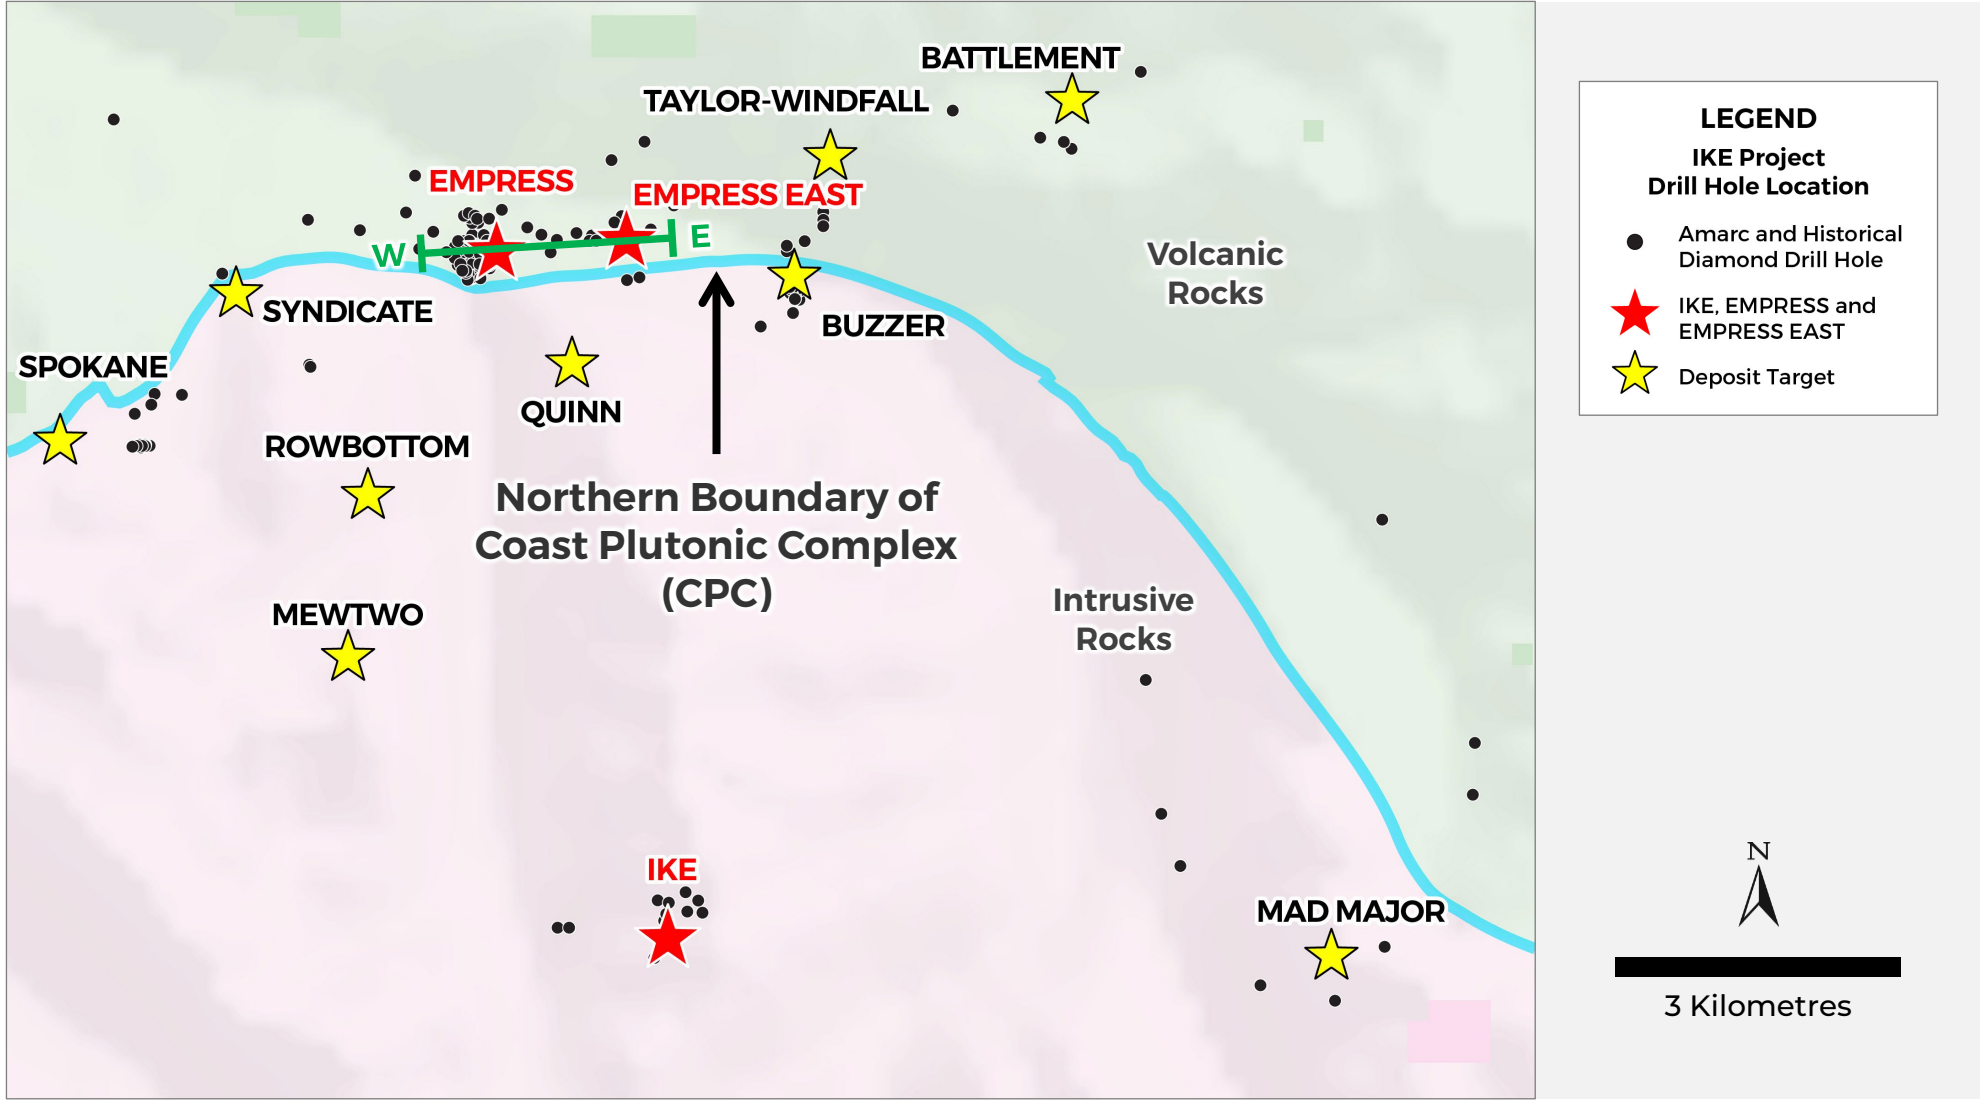 BATTLEMENT
TAYLOR-WINDFALL
EMPRESS
EMPRESS EAST
W
E
SYNDICATE
BUZZER
SPOKANE
QUINN
ROWBOTTOM
Volcanic
Rocks
Northern Boundary of
Coast Plutonic Complex
(CPC)
Intrusive
Rocks
MEWTWO
IKE
MAD MAJOR
LEGEND
IKE Project
Drill Hole Location
Amarc and Historical
Diamond Drill Hole
IKE, EMPRESS and
EMPRESS EAST
Deposit Target
N
3 Kilometres